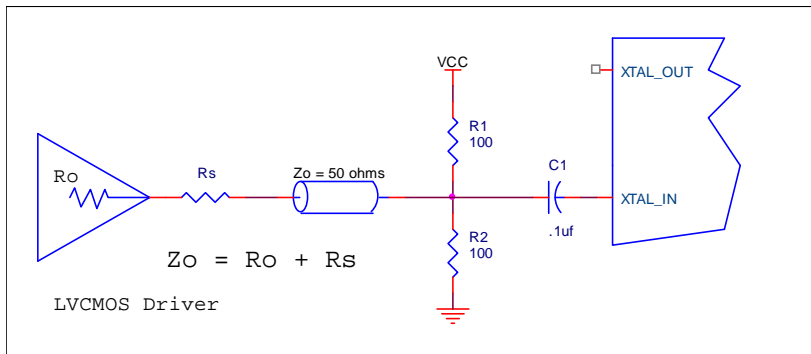 VCC
XTAL_OUT
R1
100
Ro
Rs
Zo = 50 ohms
C1
XTAL_IN
.1uf
R2
100
Zo = Ro + Rs
LVCMOS Driver